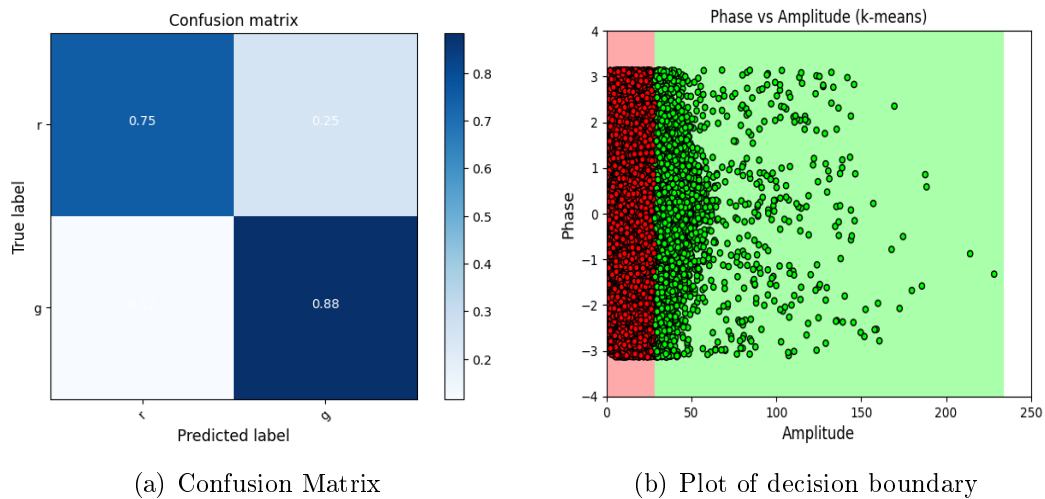 Confusion matrix
True label
r
g
0.75
0.25
0.88
r
g
Predicted label
0.8
0.7
0.6
0.5
0.4
0.3
0.2
(a) Confusion Matrix
Phase vs Amplitude (k-means)
Phase
4
3
2
1
0
−1
−2
−3
−4
0
50
100
150
200
250
Amplitude
(b) Plot of decision boundary